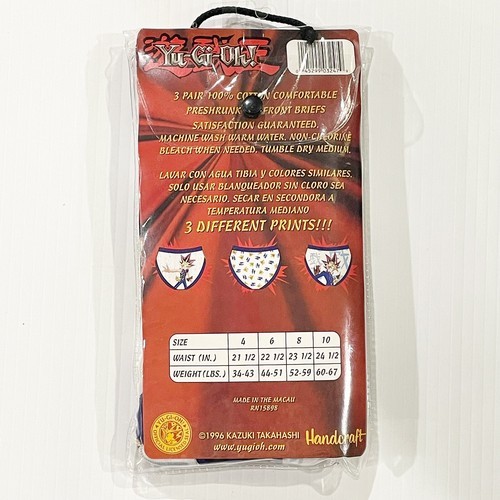 Yu-Gi-Oh!
3 PAIR 100% COTTON COMFORTABLE
PRESHRUNK FRONT BRIEFS
SATISFACTION GUARANTEED.
MACHINE WASH WARM WATER, NON-CHLORINE
BLEACH WHEN NEEDED, TUMBLE DRY MEDIUM.
LAVAR CON AGUA TIBIA Y COLORES SIMILARES,
SOLO USAR BLANQUEADOR SIN CLORO SEA
NECESARIO, SECAR EN SECONDORA A
TEMPERATURA MEDIANO
3 DIFFERENT PRINTS!!!
SIZE 4 6 8 10
WAIST (IN.) 21 1/2 22 1/2 23 1/2 24 1/2
WEIGHT(LBS.) 34-43 44-51 52-59 60-67
MADE IN THE MACAU
RN15898
YU-GI-OH!
©1996 KAZUKI TAKAHASHI
www.yugioh.com
Handcraft